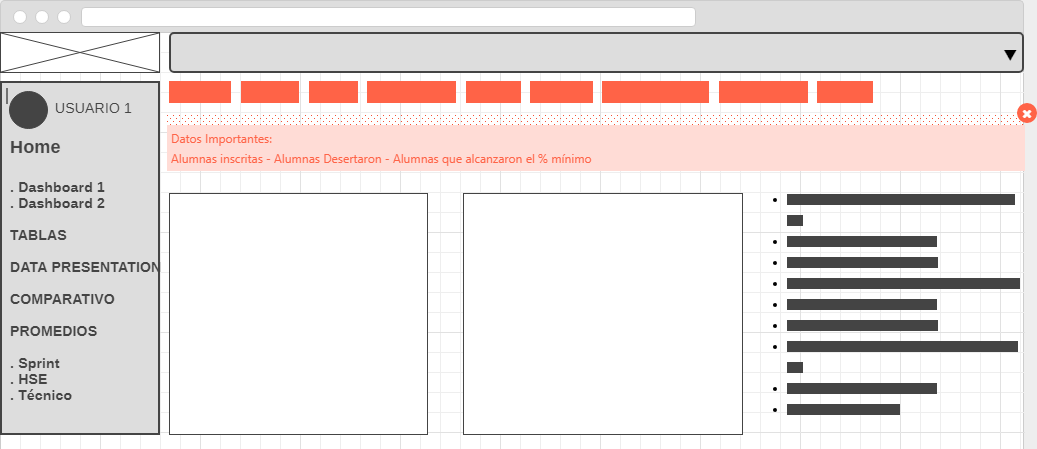 USUARIO 1
Home
. Dashboard 1
. Dashboard 2
TABLAS
DATA PRESENTATION
COMPARATIVO
PROMEDIOS
. Sprint
. HSE
. Técnico
Datos Importantes:
Alumnas inscritas - Alumnas Desertaron - Alumnas que alcanzaron el % mínimo